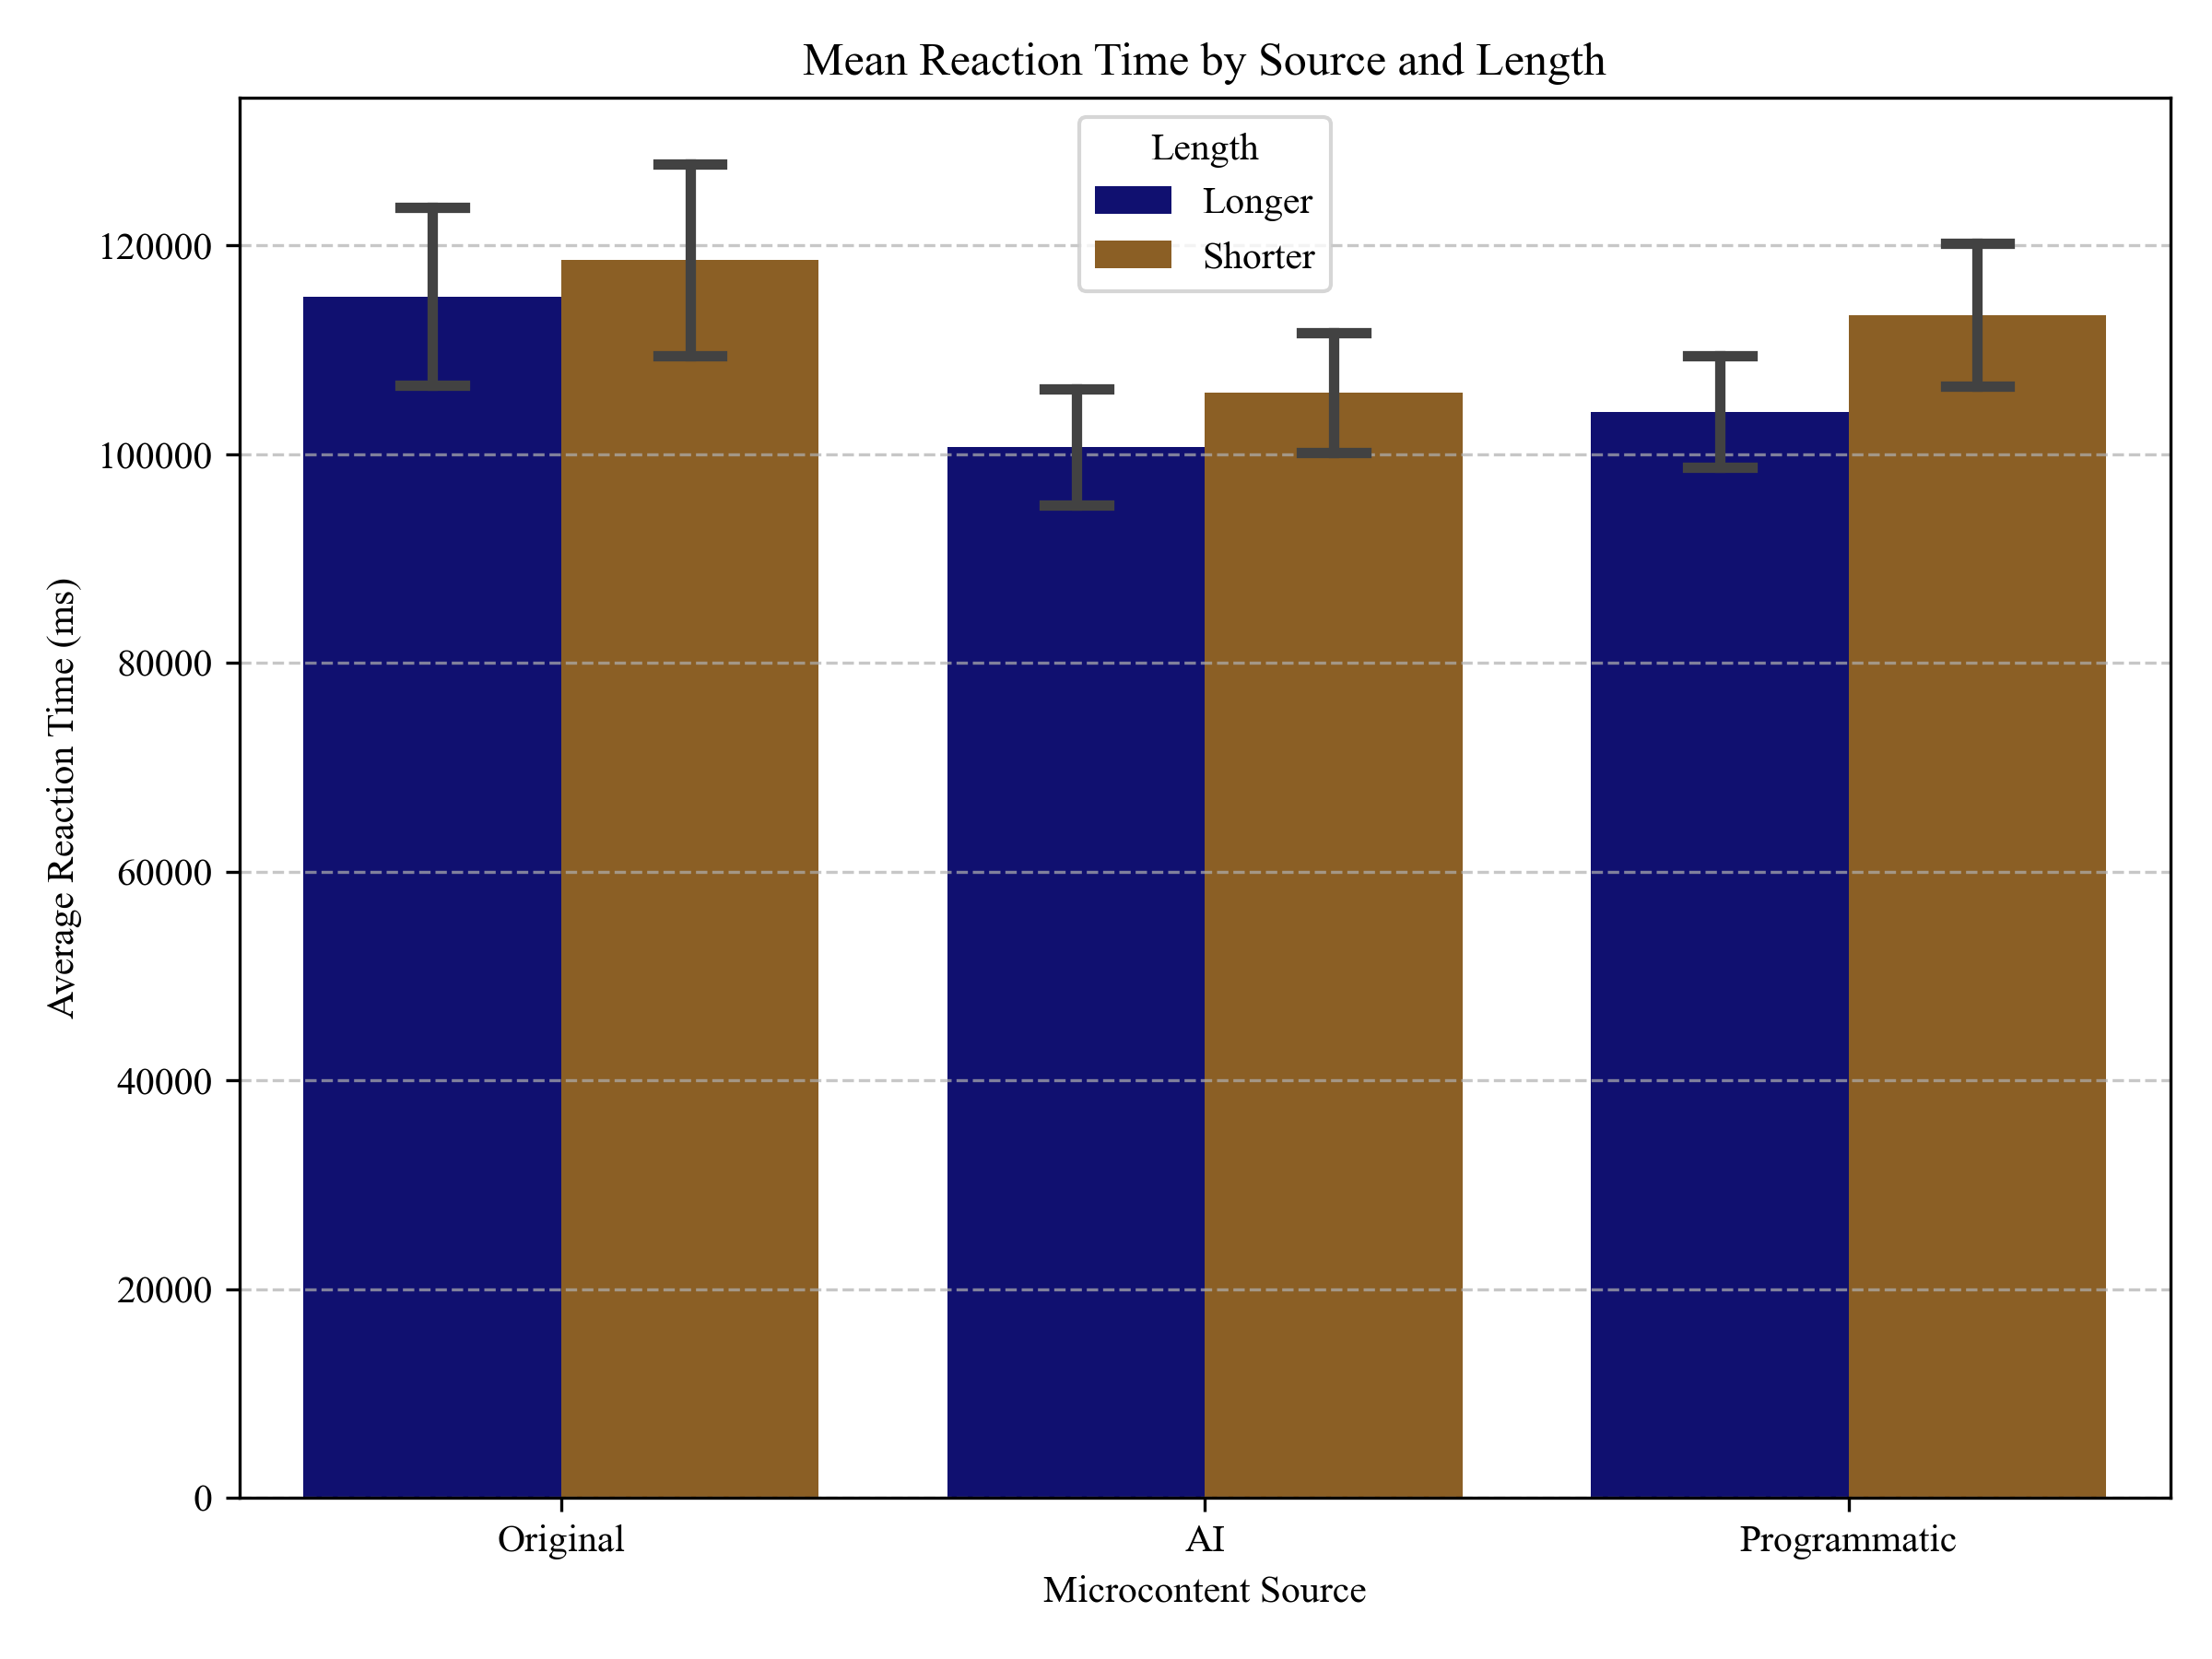 Mean Reaction Time by Source and Length
Length
Longer
Shorter
Average Reaction Time (ms)
120000
100000
80000
60000
40000
20000
0
Original
AI
Programmatic
Microcontent Source